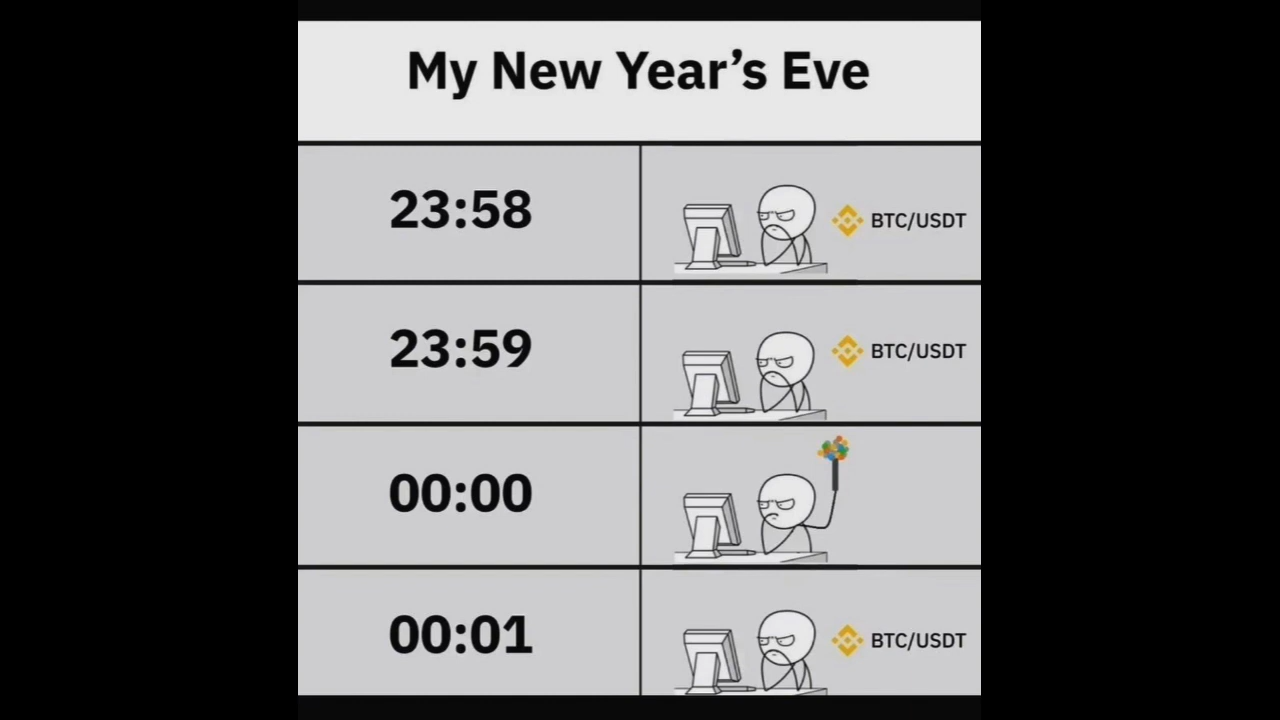 My New Year’s Eve
23:58
BTC/USDT
23:59
BTC/USDT
00:00
00:01
BTC/USDT